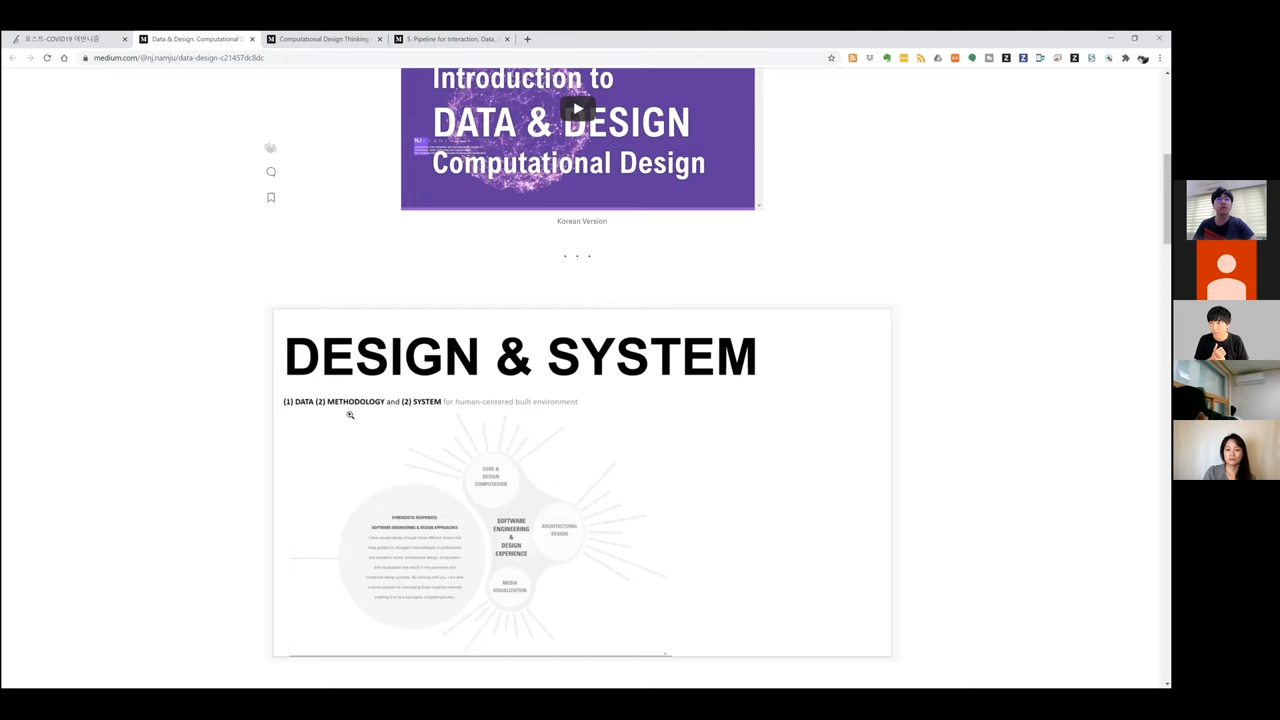 포스트-COVID19 어반니즘
Data & Design. Computational D
Computational Design Thinking
5. Pipeline for Interaction, Data,
medium.com/@nj.namju/data-design-c21457dc8dc
Introduction to
DATA & DESIGN
Computational Design
Korean Version
DESIGN & SYSTEM
(1) DATA (2) METHODOLOGY and (2) SYSTEM for human-centered built environment
CODE &
DESIGN
COMPUTATION
SYNERGISTIC RESPONSES
SOFTWARE ENGINEERING & DESIGN APPROACHES
SOFTWARE
ENGINEERING
&
DESIGN
EXPERIENCE
ARCHITECTURAL
DESIGN
MEDIA
VISUALIZATION